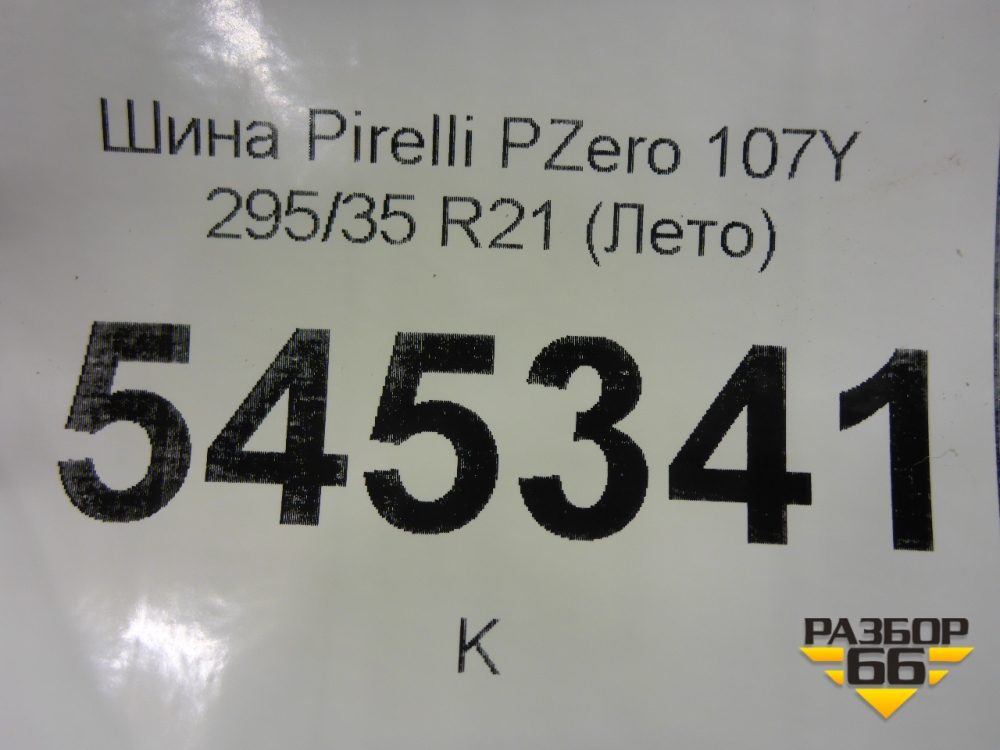 Шина Pirelli PZero 107Y
295/35 R21 (Лето)
545341
К
РАЗБОР
66